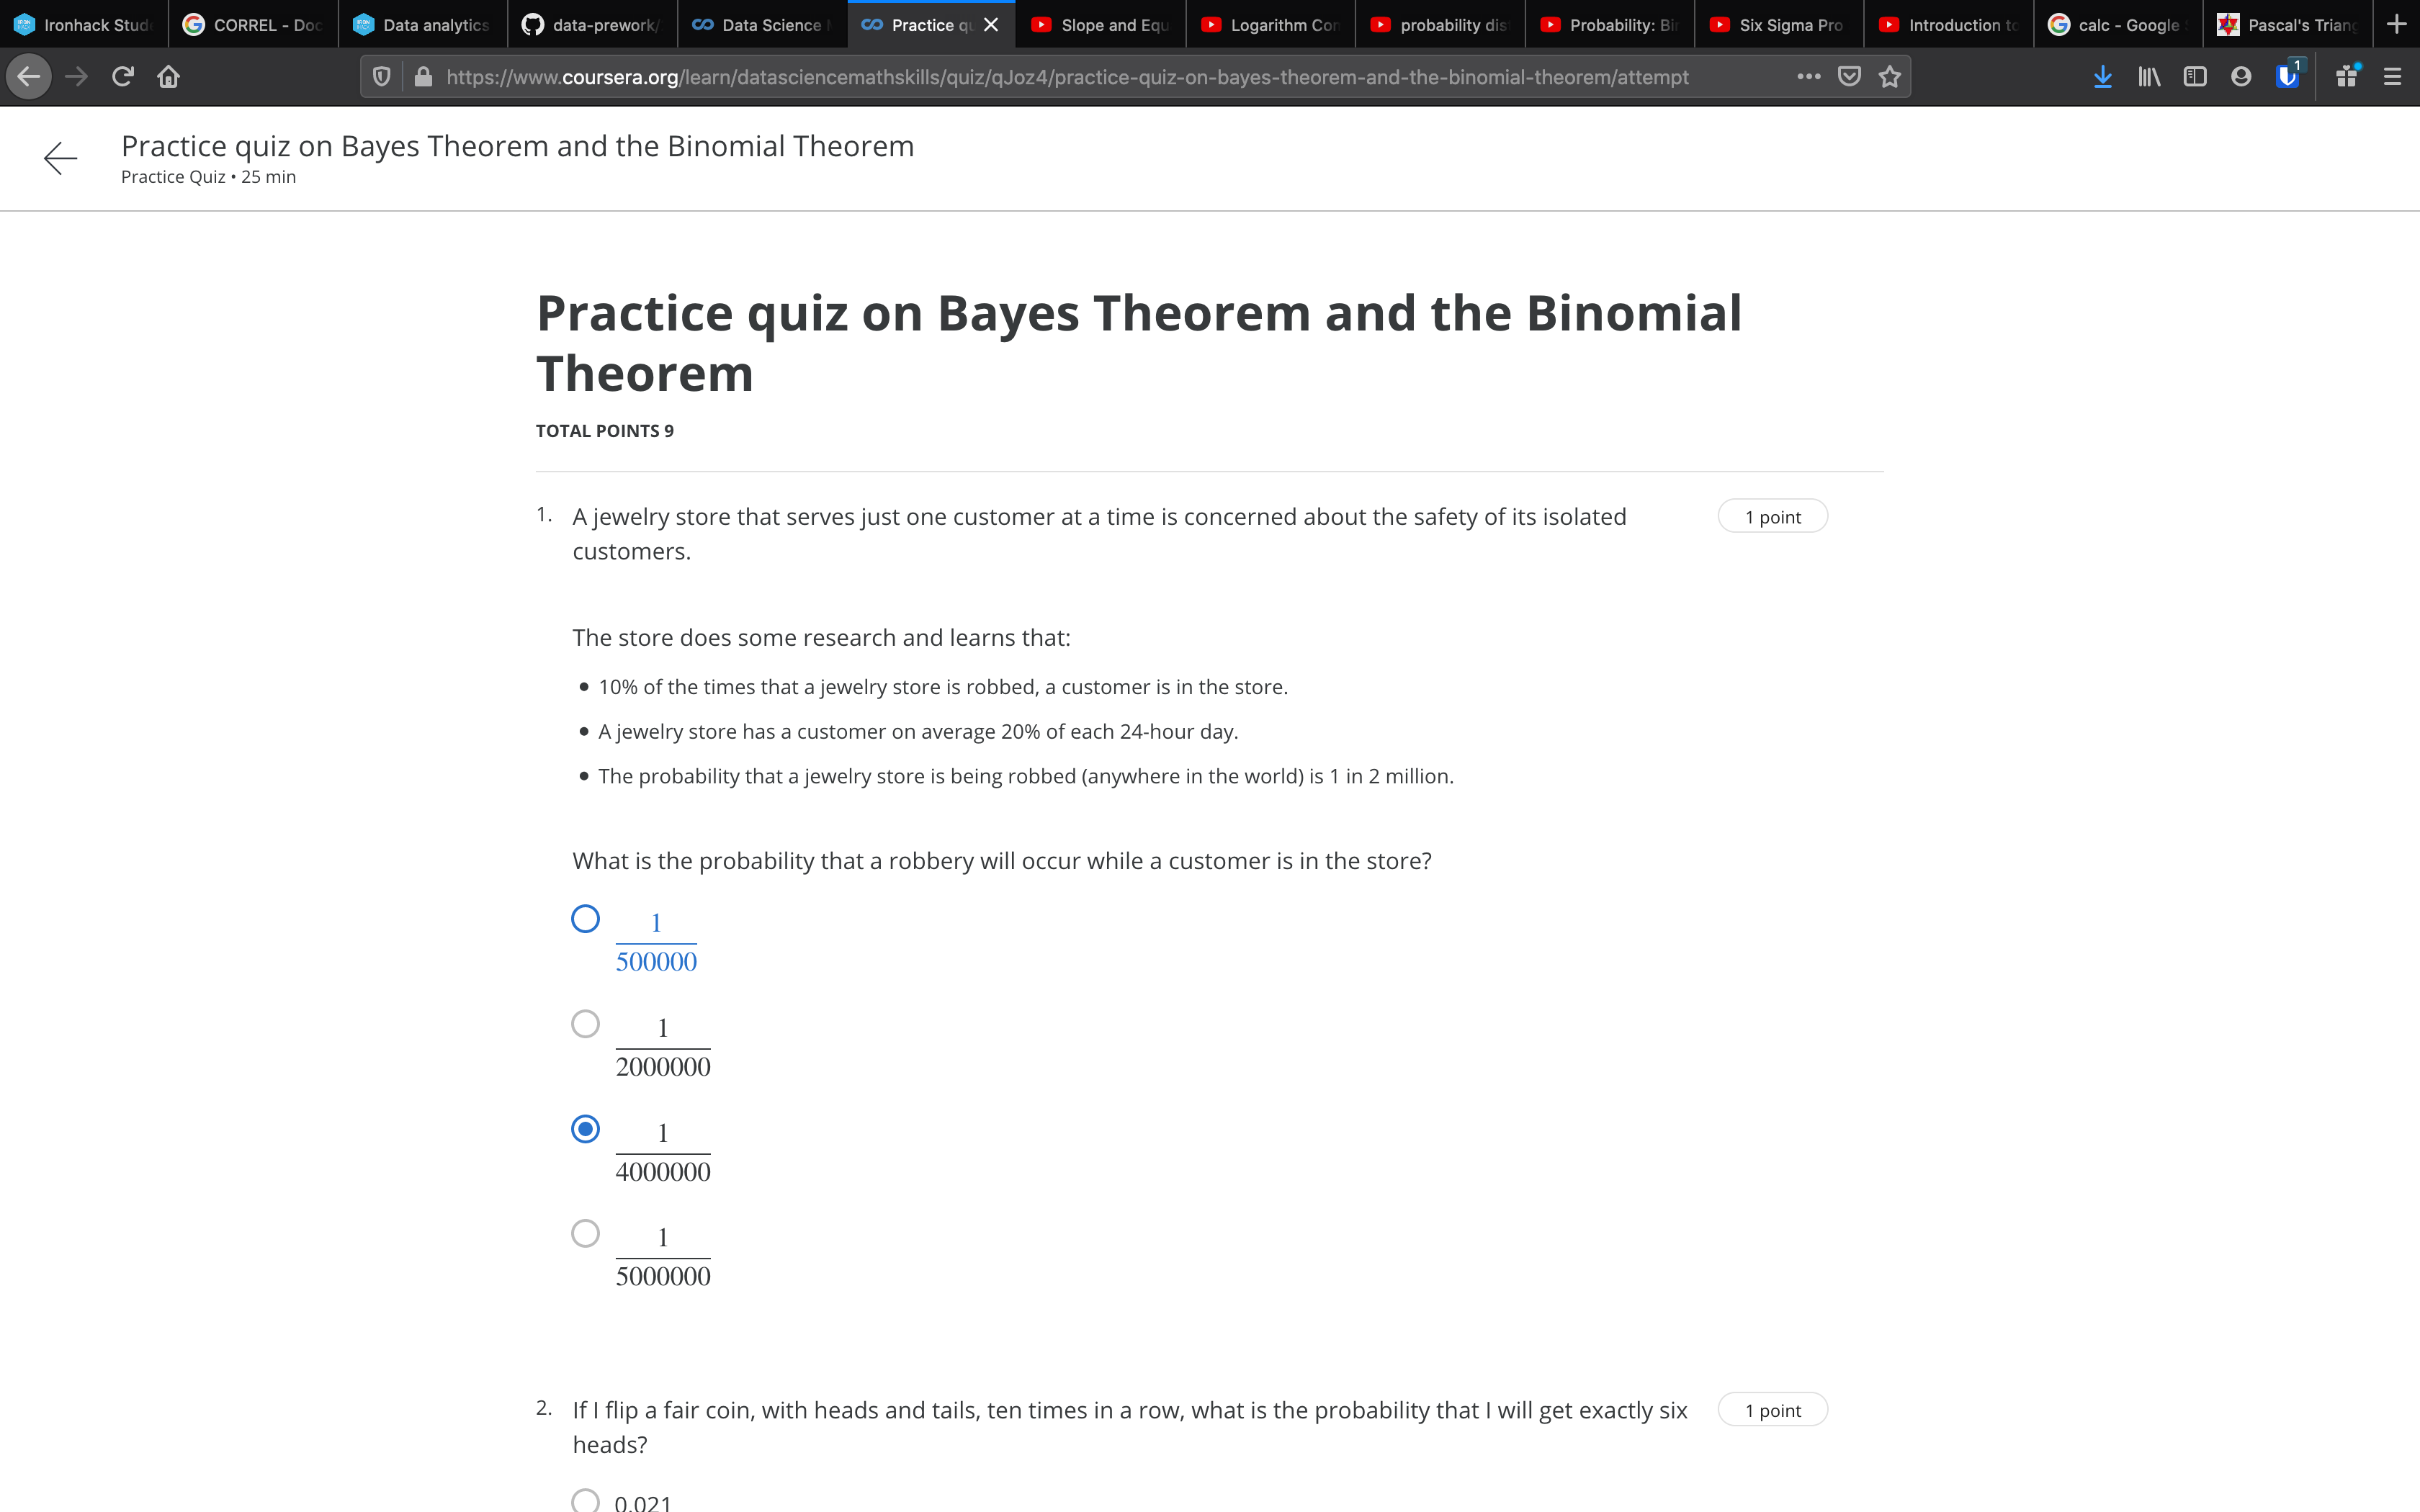 Ironhack Stud
CORREL - Doc
Data analytics
data-prework/
Data Science M
Practice qu
Slope and Equ
Logarithm Con
probability dis
Probability: Bin
Six Sigma Pro
Introduction to
calc - Google S
Pascal's Triang
https://www.coursera.org/learn/datasciencemathskills/quiz/qJoz4/practice-quiz-on-bayes-theorem-and-the-binomial-theorem/attempt
1
Practice quiz on Bayes Theorem and the Binomial Theorem
Practice Quiz • 25 min
Practice quiz on Bayes Theorem and the Binomial
Theorem
TOTAL POINTS 9
1. A jewelry store that serves just one customer at a time is concerned about the safety of its isolated
customers.
1 point
The store does some research and learns that:
• 10% of the times that a jewelry store is robbed, a customer is in the store.
• A jewelry store has a customer on average 20% of each 24-hour day.
• The probability that a jewelry store is being robbed (anywhere in the world) is 1 in 2 million.
What is the probability that a robbery will occur while a customer is in the store?
1
500000
1
2000000
1
4000000
1
5000000
2. If I flip a fair coin, with heads and tails, ten times in a row, what is the probability that I will get exactly six
heads?
1 point
0.021